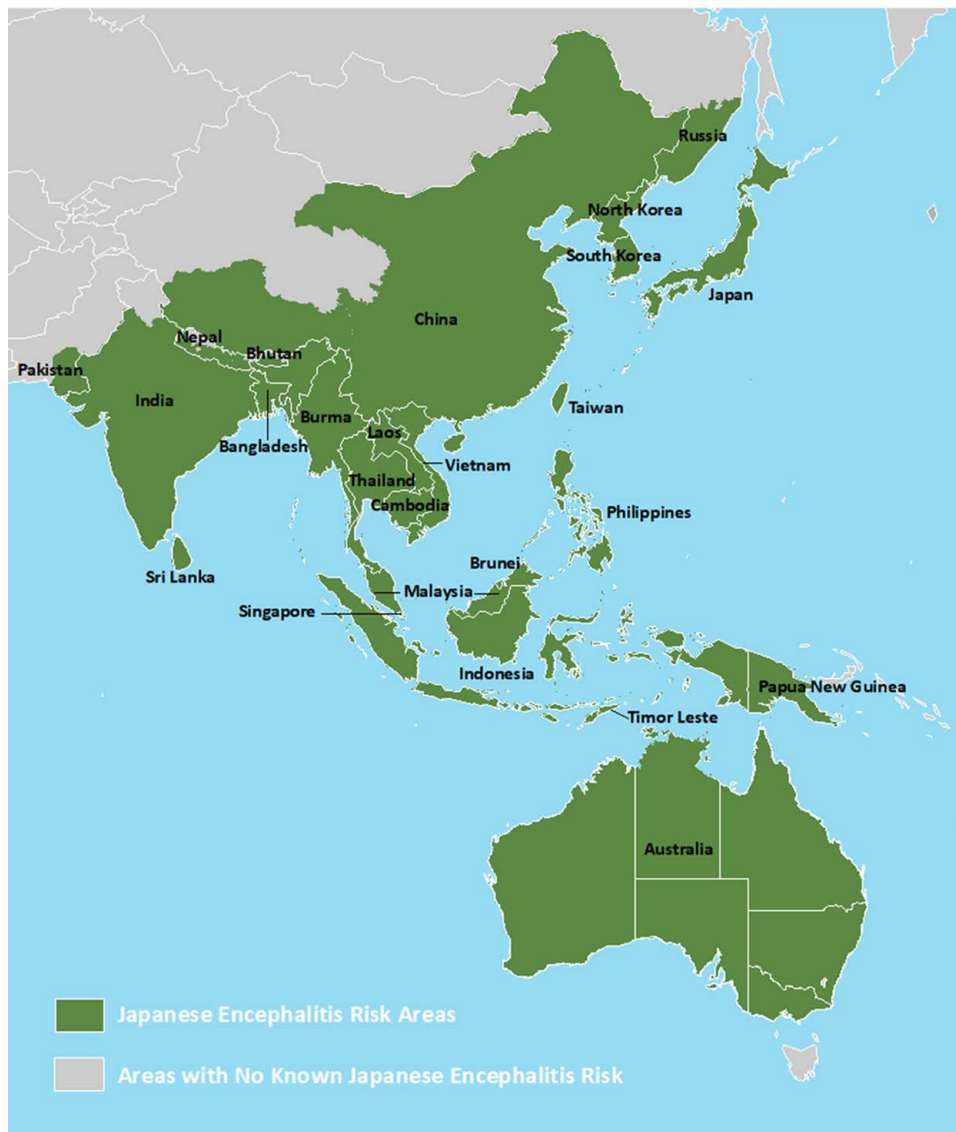 Russia
North Korea
South Korea
Japan
China
Nepal
Bhutan
Pakistan
India
Burma
Taiwan
Laos
Bangladesh
Vietnam
Thailand
Cambodia
Philippines
Brunei
Sri Lanka
Malaysia
Singapore
Indonesia
Papua New Guinea
Timor Leste
Australia
Japanese Encephalitis Risk Areas
Areas with No Known Japanese Encephalitis Risk